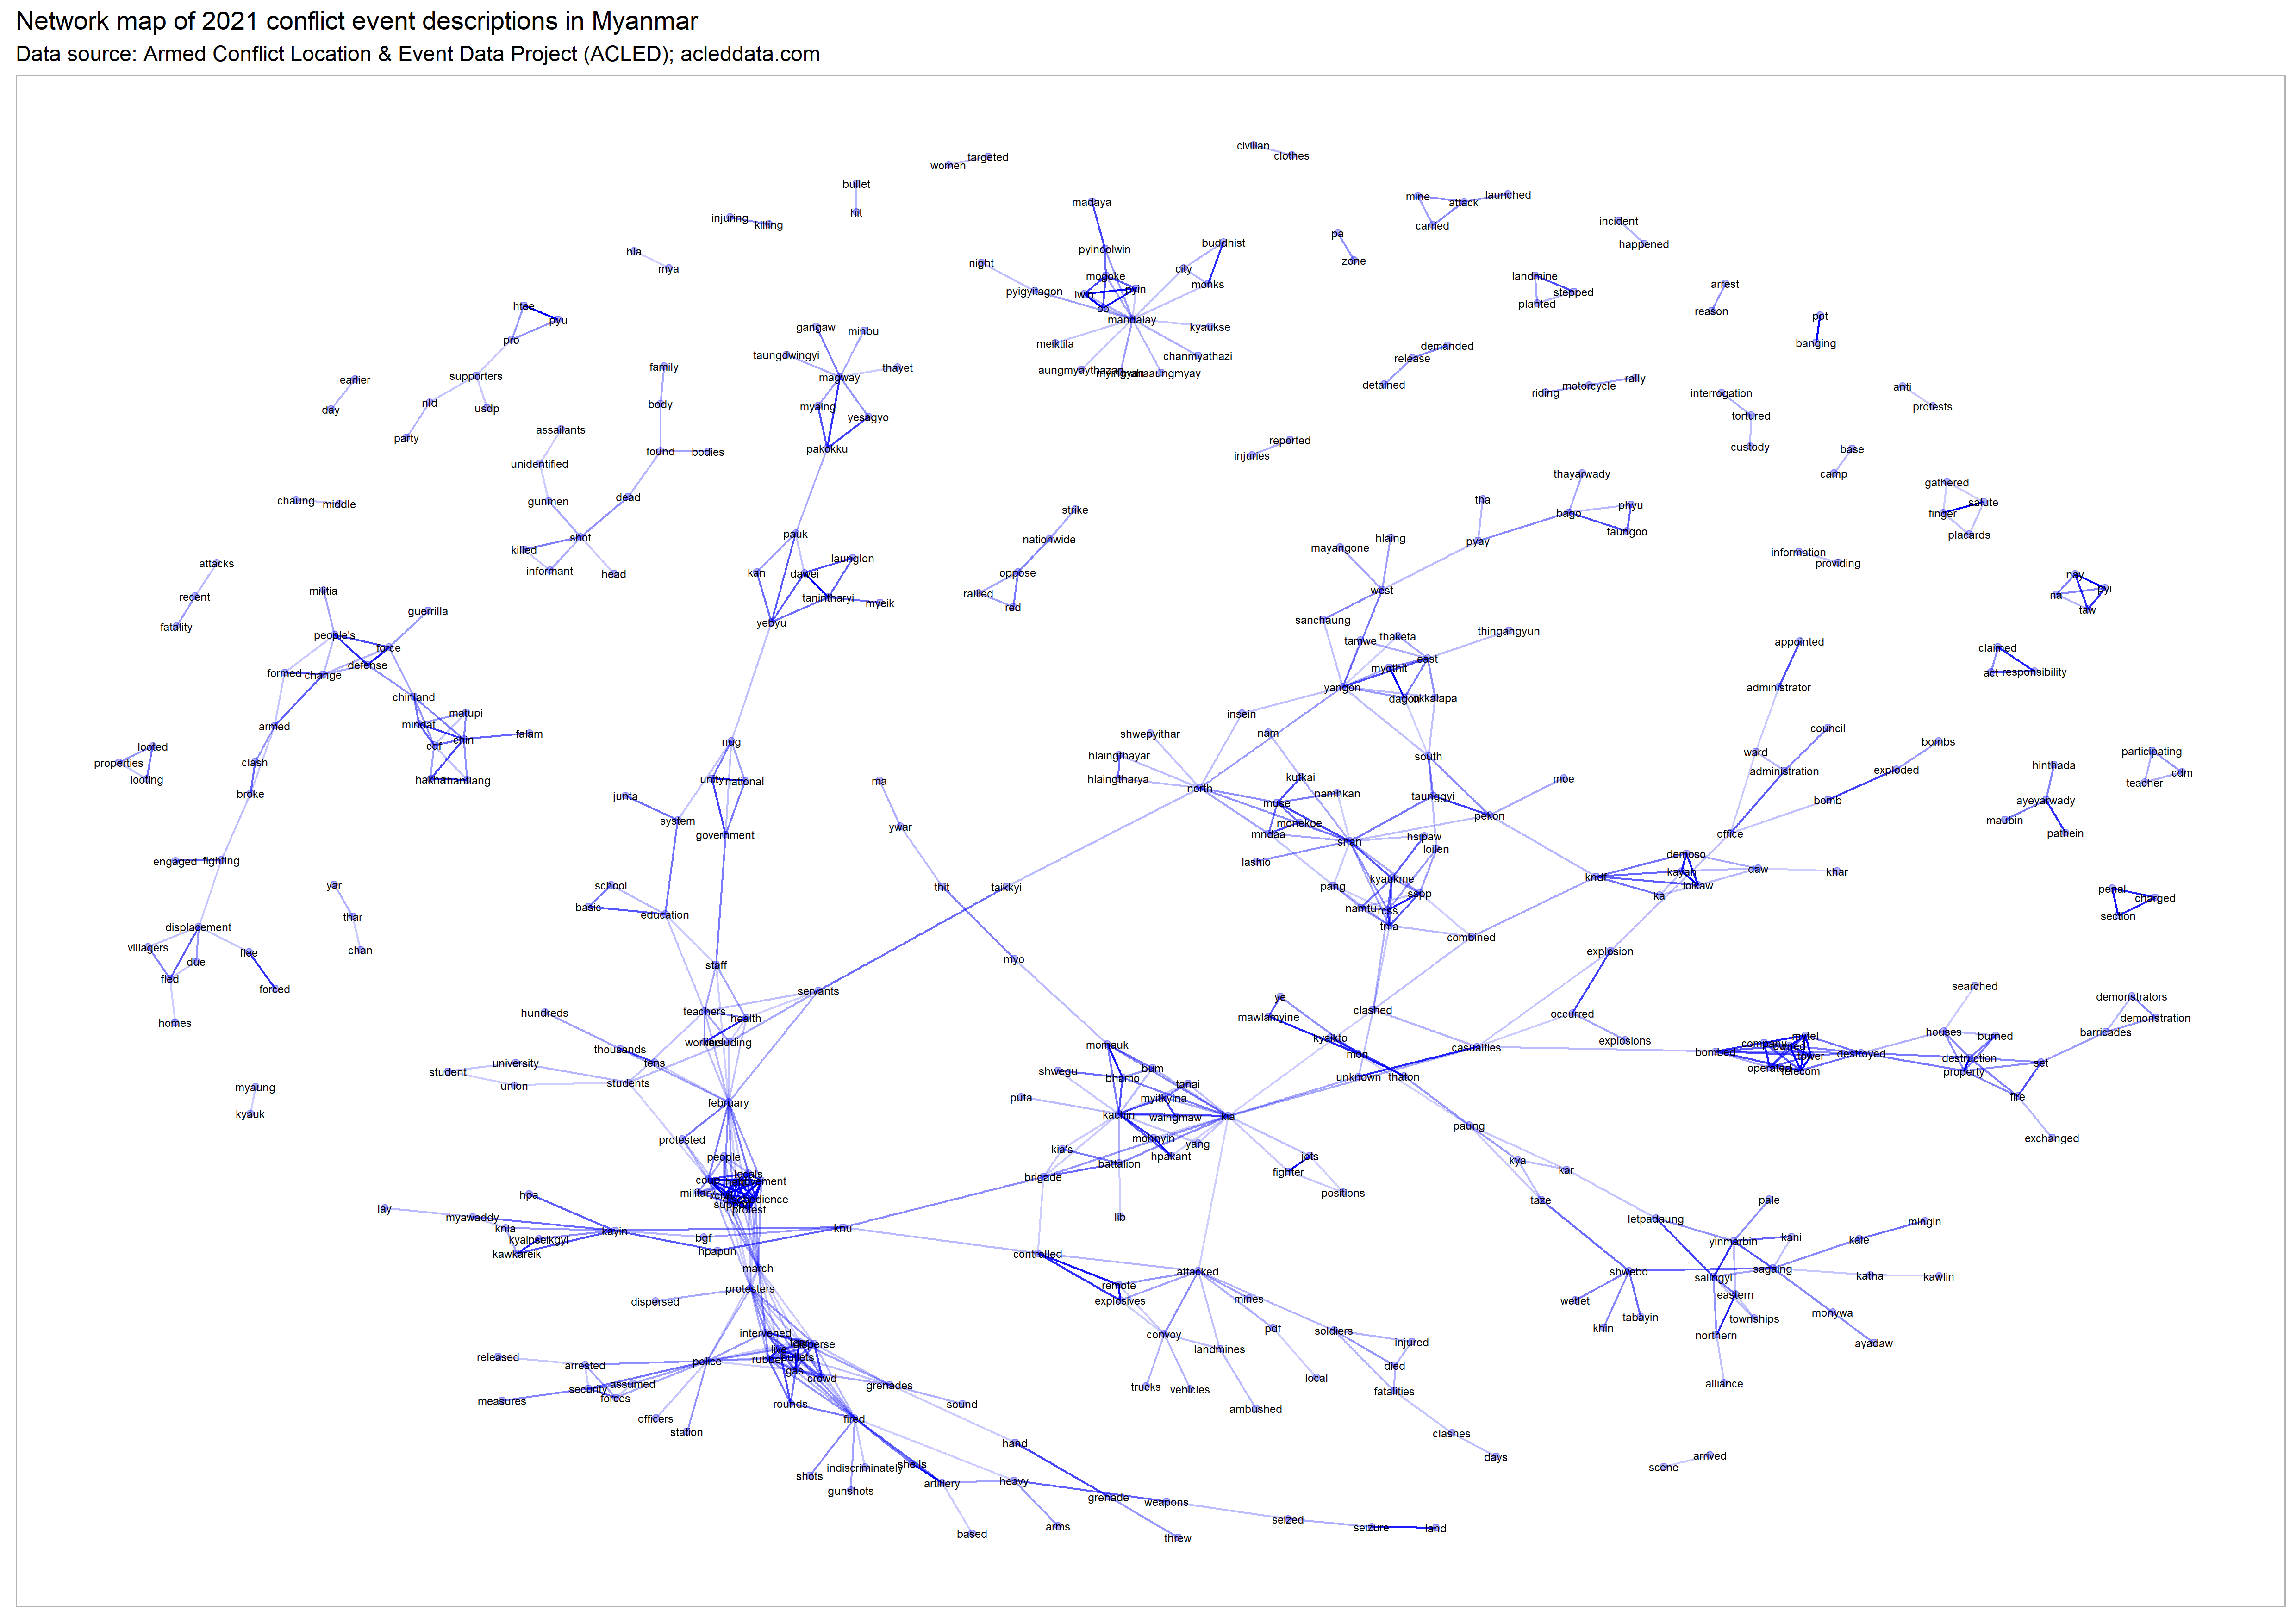 Network map of 2021 conflict event descriptions in Myanmar
Data source: Armed Conflict Location & Event Data Project (ACLED); acleddata.com
civilian
clothes
women
targeted
bullet
hit
injuring
killing
madaya
mine
attack
launched
carried
incident
happened
pa
zone
hla
mya
night
pyigyitagon
pyinoolwin
mogoke
lwin
pyin
oo
buddhist
city
monks
mandalay
kyaukse
meiktila
chanmyathazi
aungmyaythazan
landmine
stepped
planted
arrest
reason
ppt
banging
htee
pyu
pro
supporters
nld
usdp
party
earlier
day
gangaw
minbu
taungdwingyi
thayet
magway
myaing
yesagyo
pakokku
family
body
found
bodies
dead
assailants
unidentified
gunmen
shot
killed
informant
head
demanded
release
detained
riding
motorcycle
rally
interrogation
tortured
custody
anti
protests
reported
injuries
base
camp
chaung
middle
thayarwady
tha
bago
phyu
taungoo
pyay
gathered
salute
finger
placards
strike
nationwide
oppose
rallied
red
pauk
kan
dawei
launglon
tanintharyi
myeik
yebyu
mayangone
hlaing
west
sanchaung
information
providing
nay
pyi
na
taw
attacks
recent
fatality
militia
guerrilla
people's
force
defense
formed
change
armed
chinland
mindat
matupi
cdf
chin
falam
hakha
thantlang
tamwe
thaketa
thingangyun
east
myothit
yangon
dagon
okkalapa
insein
nam
south
appointed
administrator
claimed
act
responsibility
looted
properties
looting
clash
broke
engaged
fighting
nug
unity
national
government
junta
system
ma
ywar
thit
shwepyithar
hlaingthayar
hlaingtharya
north
kutkai
namhkan
muse
monekoe
mndaa
shan
lashio
taunggyi
pekon
moe
hsipaw
loilen
kyaukme
sspp
pang
namtu
rcss
tnla
combined
council
ward
administration
bombs
exploded
bomb
office
hinthada
ayeyarwady
maubin
pathein
participating
cdm
teacher
demoso
kayan
loikaw
kndf
daw
khar
ka
penal
charged
section
yar
thar
chan
school
basic
education
taikkyi
displacement
villagers
due
fled
flee
forced
homes
staff
servants
myo
explosion
clashed
occurred
explosions
casualties
unknown
hundreds
teachers
health
workers
including
thousands
tens
university
student
union
students
myaung
kyauk
february
ye
mawlamyine
kyaikto
mon
thaton
momauk
shwegu
bhamo
bum
tanai
puta
myitkyina
kachin
waingmaw
kia
mohnyin
yang
hpakant
kia's
brigade
battalion
fighter
jets
positions
lib
bombed
company
mytel
tower
operated
telecom
destroyed
searched
houses
burned
destruction
property
set
fire
exchanged
demonstrators
demonstration
barricades
paung
kya
kar
taze
protested
people
locals
coup
movement
military
disobedience
protest
hpa
lay
myawaddy
knla
kyainseikgyi
kawkareik
kayin
bgf
hpapun
knu
march
protesters
controlled
attacked
remote
explosives
mines
convoy
landmines
pdf
local
soldiers
injured
died
fatalities
trucks
vehicles
ambushed
clashes
days
letpadaung
pale
yinmarbin
kani
kale
mingin
shwebo
salingyi
sagaing
katha
kawlin
wetlet
khin
tabayin
eastern
townships
northern
monywa
ayadaw
alliance
dispersed
intervened
disperse
live
rubber
bullets
gas
crowd
released
arrested
police
security
assumed
forces
measures
officers
station
rounds
grenades
sound
fired
shots
indiscriminately
gunshots
shells
artillery
based
hand
heavy
arms
grenade
weapons
threw
seized
seizure
land
scene
arrived